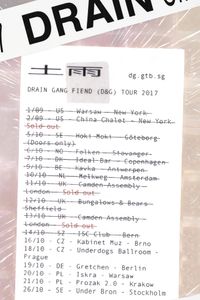 DRAIN
土雨
dg.gtb.sg
DRAIN GANG FIEND (D&G) TOUR 2017
1/09 - US - Warsaw - New York
2/09 - US - China Chalet - New York
Sold out
5/10 - SE - Hoki Moki - Göteborg
(Doors only)
6/10 - NO - Folken - Stavanger
7/10 - DK - Ideal Bar - Copenhagen
9/10 - BE - Kavka - Antwerpen
10/10 - NL - Melkweg - Amsterdam
11/10 - UK - Camden Assembly -
London - Sold out
12/10 - UK - Bungalows & Bears -
Sheffield
13/10 - UK - Camden Assembly -
London - Sold out
14/10 - SZ - ISC Club - Bern
16/10 - CZ - Kabinet Muz - Brno
18/10 - CZ - Underdogs Ballroom -
Prague
19/10 - DE - Gretchen - Berlin
20/10 - PL - Iskra - Warsaw
21/10 - PL - Prozak 2.0 - Krakow
26/10 - SE - Under Bron - Stockholm